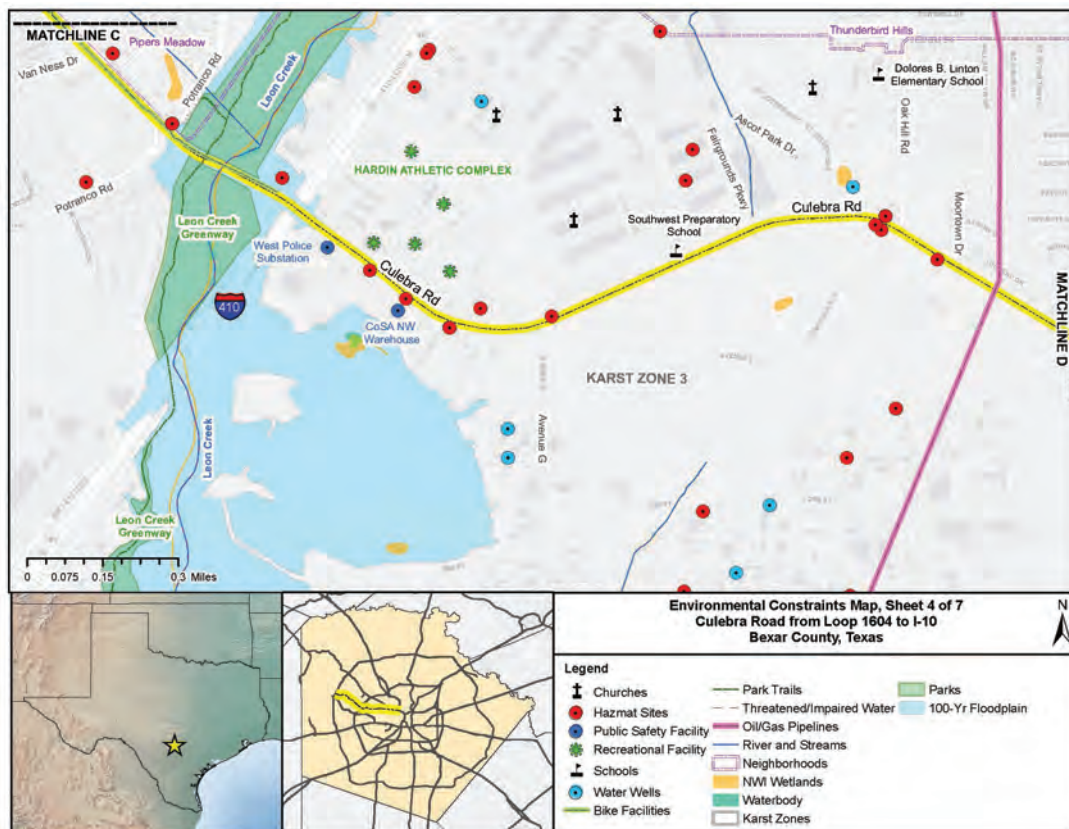 MATCHLINE C
Pipers Meadow
Van Ness Dr
Potranco Rd
Leon Creek
Thunderbird Hills
Dolores B. Linton
Elementary School
Oak Hill Rd
Ascot Park Dr
Fairgrounds Pkwy
Potranco Rd
HARDIN ATHLETIC COMPLEX
Leon Creek
Greenway
West Police
Substation
Southwest Preparatory
School
Culebra Rd
Moortown Dr
Culebra Rd
410
CoSA NW
Warehouse
MATCHLINE D
KARST ZONE 3
Avenue G
Leon Creek
Leon Creek
Greenway
0 0.075 0.15 0.3 Miles
Environmental Constraints Map, Sheet 4 of 7
Culebra Road from Loop 1604 to I-10
Bexar County, Texas
N
Legend
Churches
Hazmat Sites
Public Safety Facility
Recreational Facility
Schools
Water Wells
Bike Facilities
Park Trails
Threatened/Impaired Water
Oil/Gas Pipelines
River and Streams
Neighborhoods
NWI Wetlands
Waterbody
Karst Zones
Parks
100-Yr Floodplain